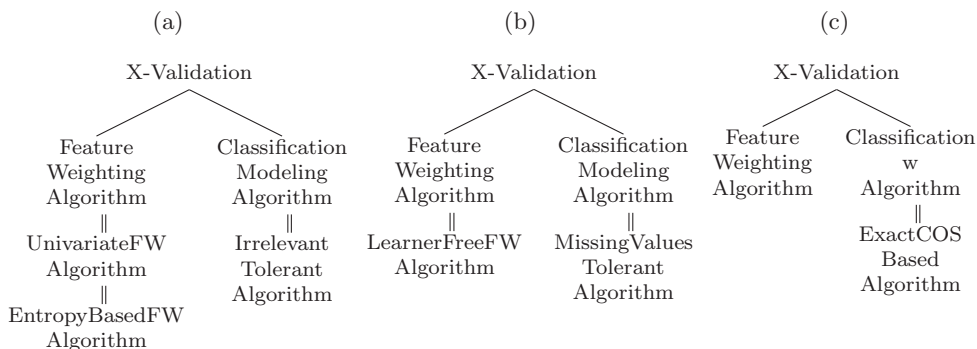 (a)
X-Validation
Feature
Weighting
Algorithm
||
UnivariateFW
Algorithm
||
EntropyBasedFW
Algorithm
Classification
Modeling
Algorithm
||
Irrelevant
Tolerant
Algorithm
(b)
X-Validation
Feature
Weighting
Algorithm
||
LearnerFreeFW
Algorithm
Classification
Modeling
Algorithm
||
MissingValues
Tolerant
Algorithm
(c)
X-Validation
Feature
Weighting
Algorithm
Classification
w
Algorithm
||
ExactCOS
Based
Algorithm